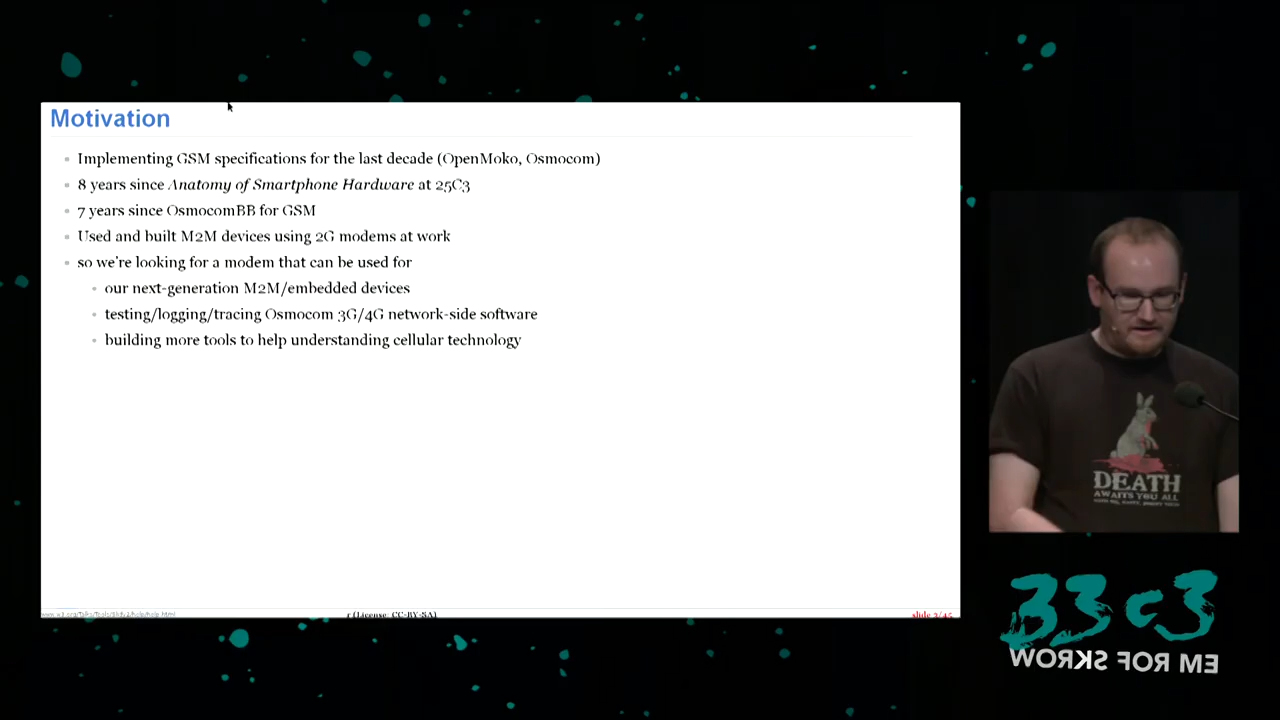 Motivation
Implementing GSM specifications for the last decade (OpenMoko, Osmocom)
8 years since Anatomy of Smartphone Hardware at 25C3
7 years since OsmocomBB for GSM
Used and built M2M devices using 2G modems at work
so we're looking for a modem that can be used for
our next-generation M2M/embedded devices
testing/logging/tracing Osmocom 3G/4G network-side software
building more tools to help understanding cellular technology
r (License: CC-BY-SA)
DEATH
AWAITS YOU ALL
33c3
WORKS FOR ME